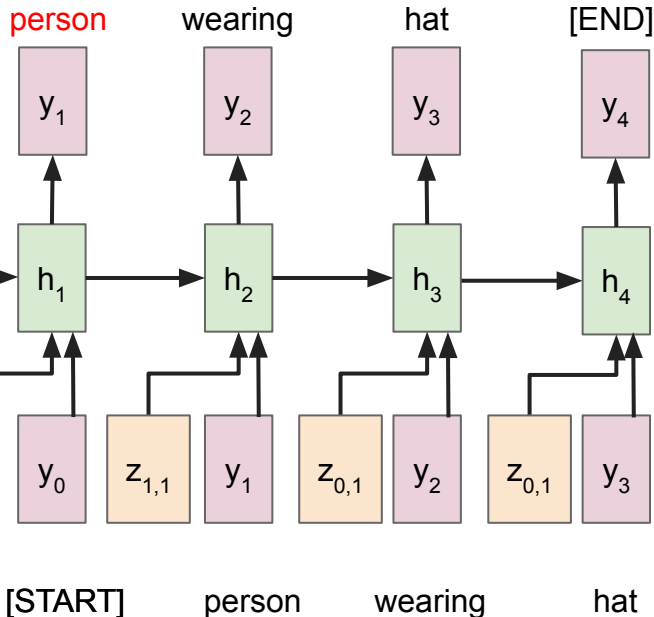 person wearing hat [END]
y1 y2 y3 y4
h1 h2 h3 h4
y0 z1,1 y1 z0,1 y2 z0,1 y3
[START] person wearing hat